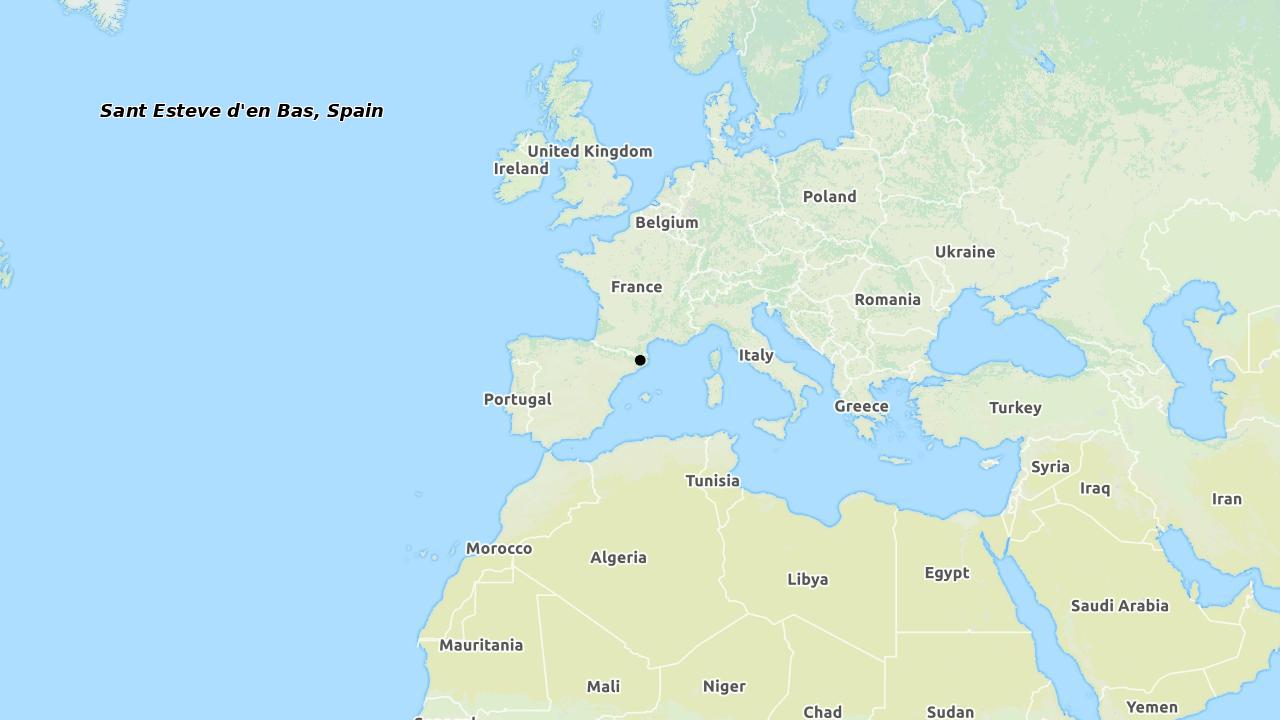 Sant Esteve d'en Bas, Spain
United Kingdom
Ireland
Poland
Belgium
Ukraine
France
Romania
Italy
Portugal
Greece
Turkey
Syria
Tunisia
Iraq
Iran
Morocco
Algeria
Egypt
Libya
Saudi Arabia
Mauritania
Mali
Niger
Yemen
Chad
Sudan